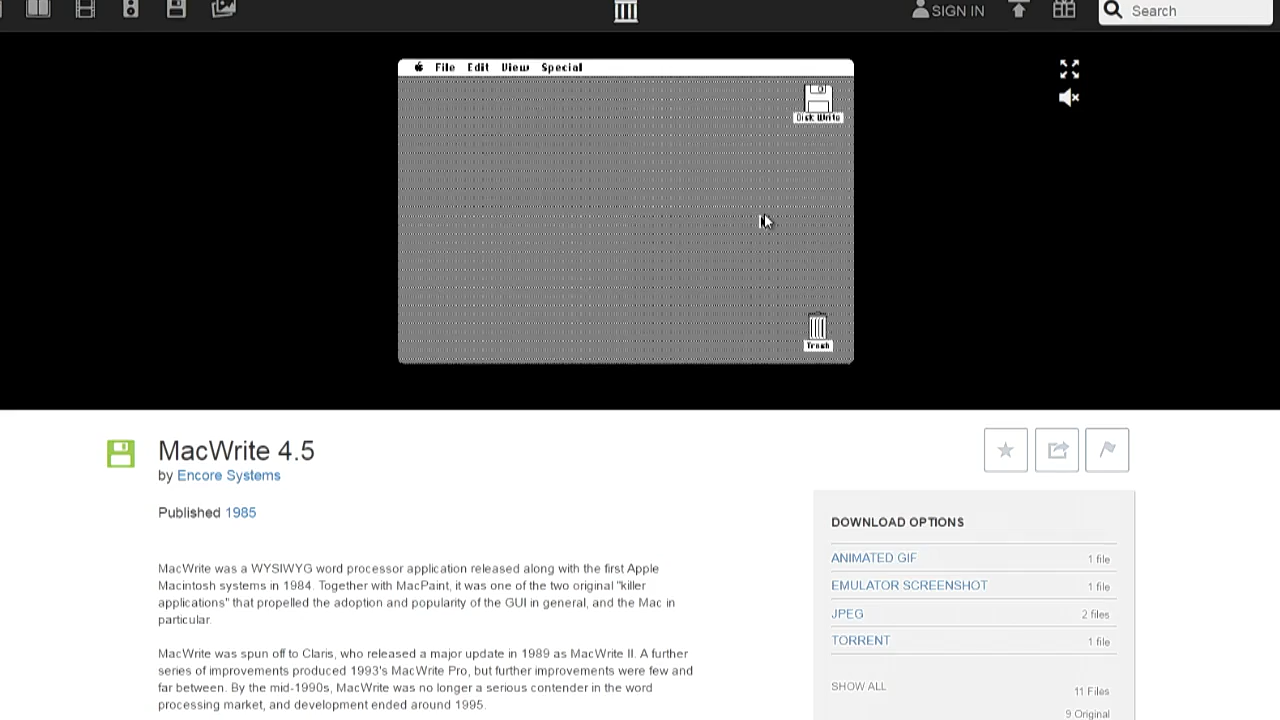 SIGN IN
Search
File Edit View Special
Disk Write
Trash
MacWrite 4.5
by Encore Systems
Published 1985
MacWrite was a WYSIWYG word processor application released along with the first Apple
Macintosh systems in 1984. Together with MacPaint, it was one of the two original "killer
applications" that propelled the adoption and popularity of the GUI in general, and the Mac in
particular.
MacWrite was spun off to Claris, who released a major update in 1989 as MacWrite II. A further
series of improvements produced 1993's MacWrite Pro, but further improvements were few and
far between. By the mid-1990s, MacWrite was no longer a serious contender in the word
processing market, and development ended around 1995.
DOWNLOAD OPTIONS
ANIMATED GIF 1 file
EMULATOR SCREENSHOT 1 file
JPEG 2 files
TORRENT 1 file
SHOW ALL 11 Files
9 Original